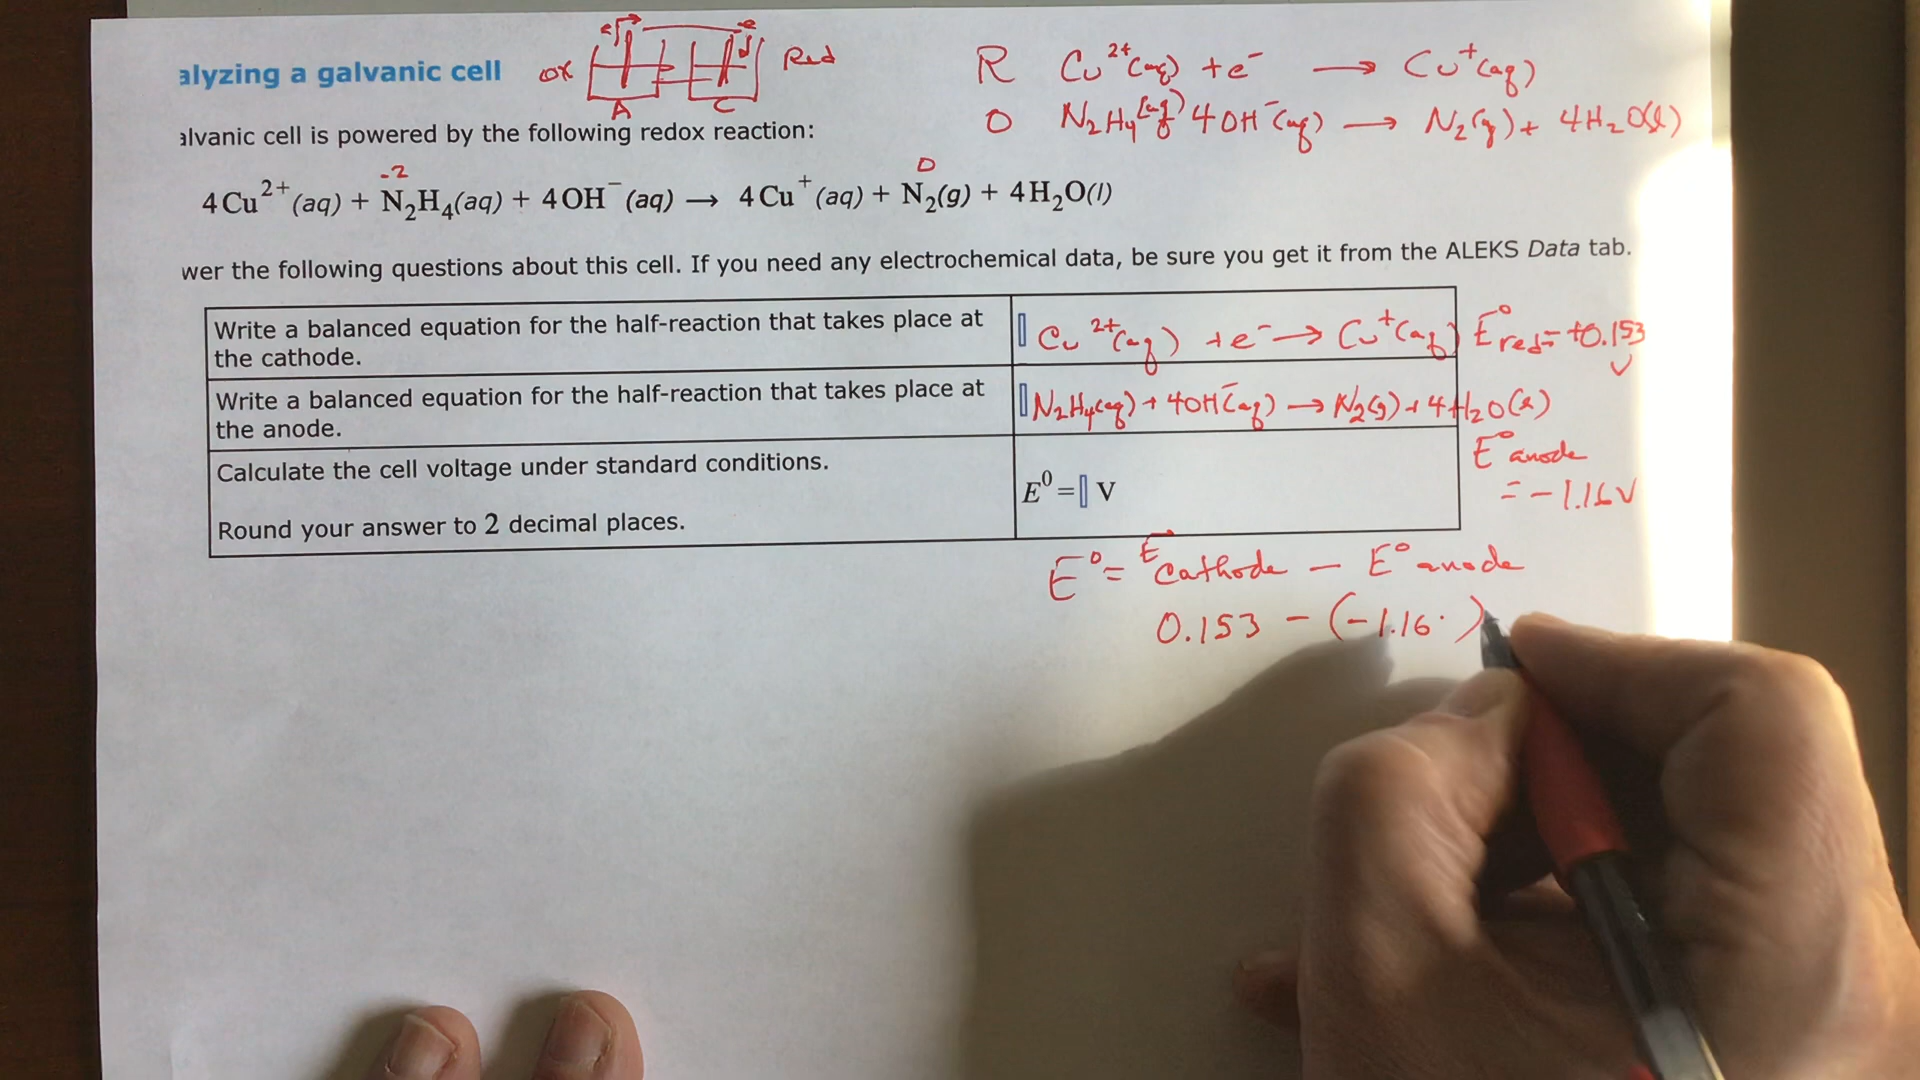 alyzing a galvanic cell
ox
e
e
Red
A
C
R Cu²⁺(aq) + e⁻ ⟶ Cu⁺(aq)
O N₂H₄(aq) 4OH⁻(aq) ⟶ N₂(g) + 4H₂O(l)
alvanic cell is powered by the following redox reaction:
-2
0
4Cu²⁺(aq) + N₂H₄(aq) + 4OH⁻(aq) → 4Cu⁺(aq) + N₂(g) + 4H₂O(l)
wer the following questions about this cell. If you need any electrochemical data, be sure you get it from the ALEKS Data tab.
Write a balanced equation for the half-reaction that takes place at
the cathode.
Cu²⁺(aq) + e⁻ ⟶ Cu⁺(aq) E⁰red = +0.153
V
Write a balanced equation for the half-reaction that takes place at
the anode.
N₂H₄(aq) + 4OH⁻(aq) ⟶ N₂(g) + 4H₂O(l)
E⁰ anode
= -1.16V
Calculate the cell voltage under standard conditions.
Round your answer to 2 decimal places.
E⁰ = V
E⁰ = E⁰cathode - E⁰anode
0.153 - (-1.16)